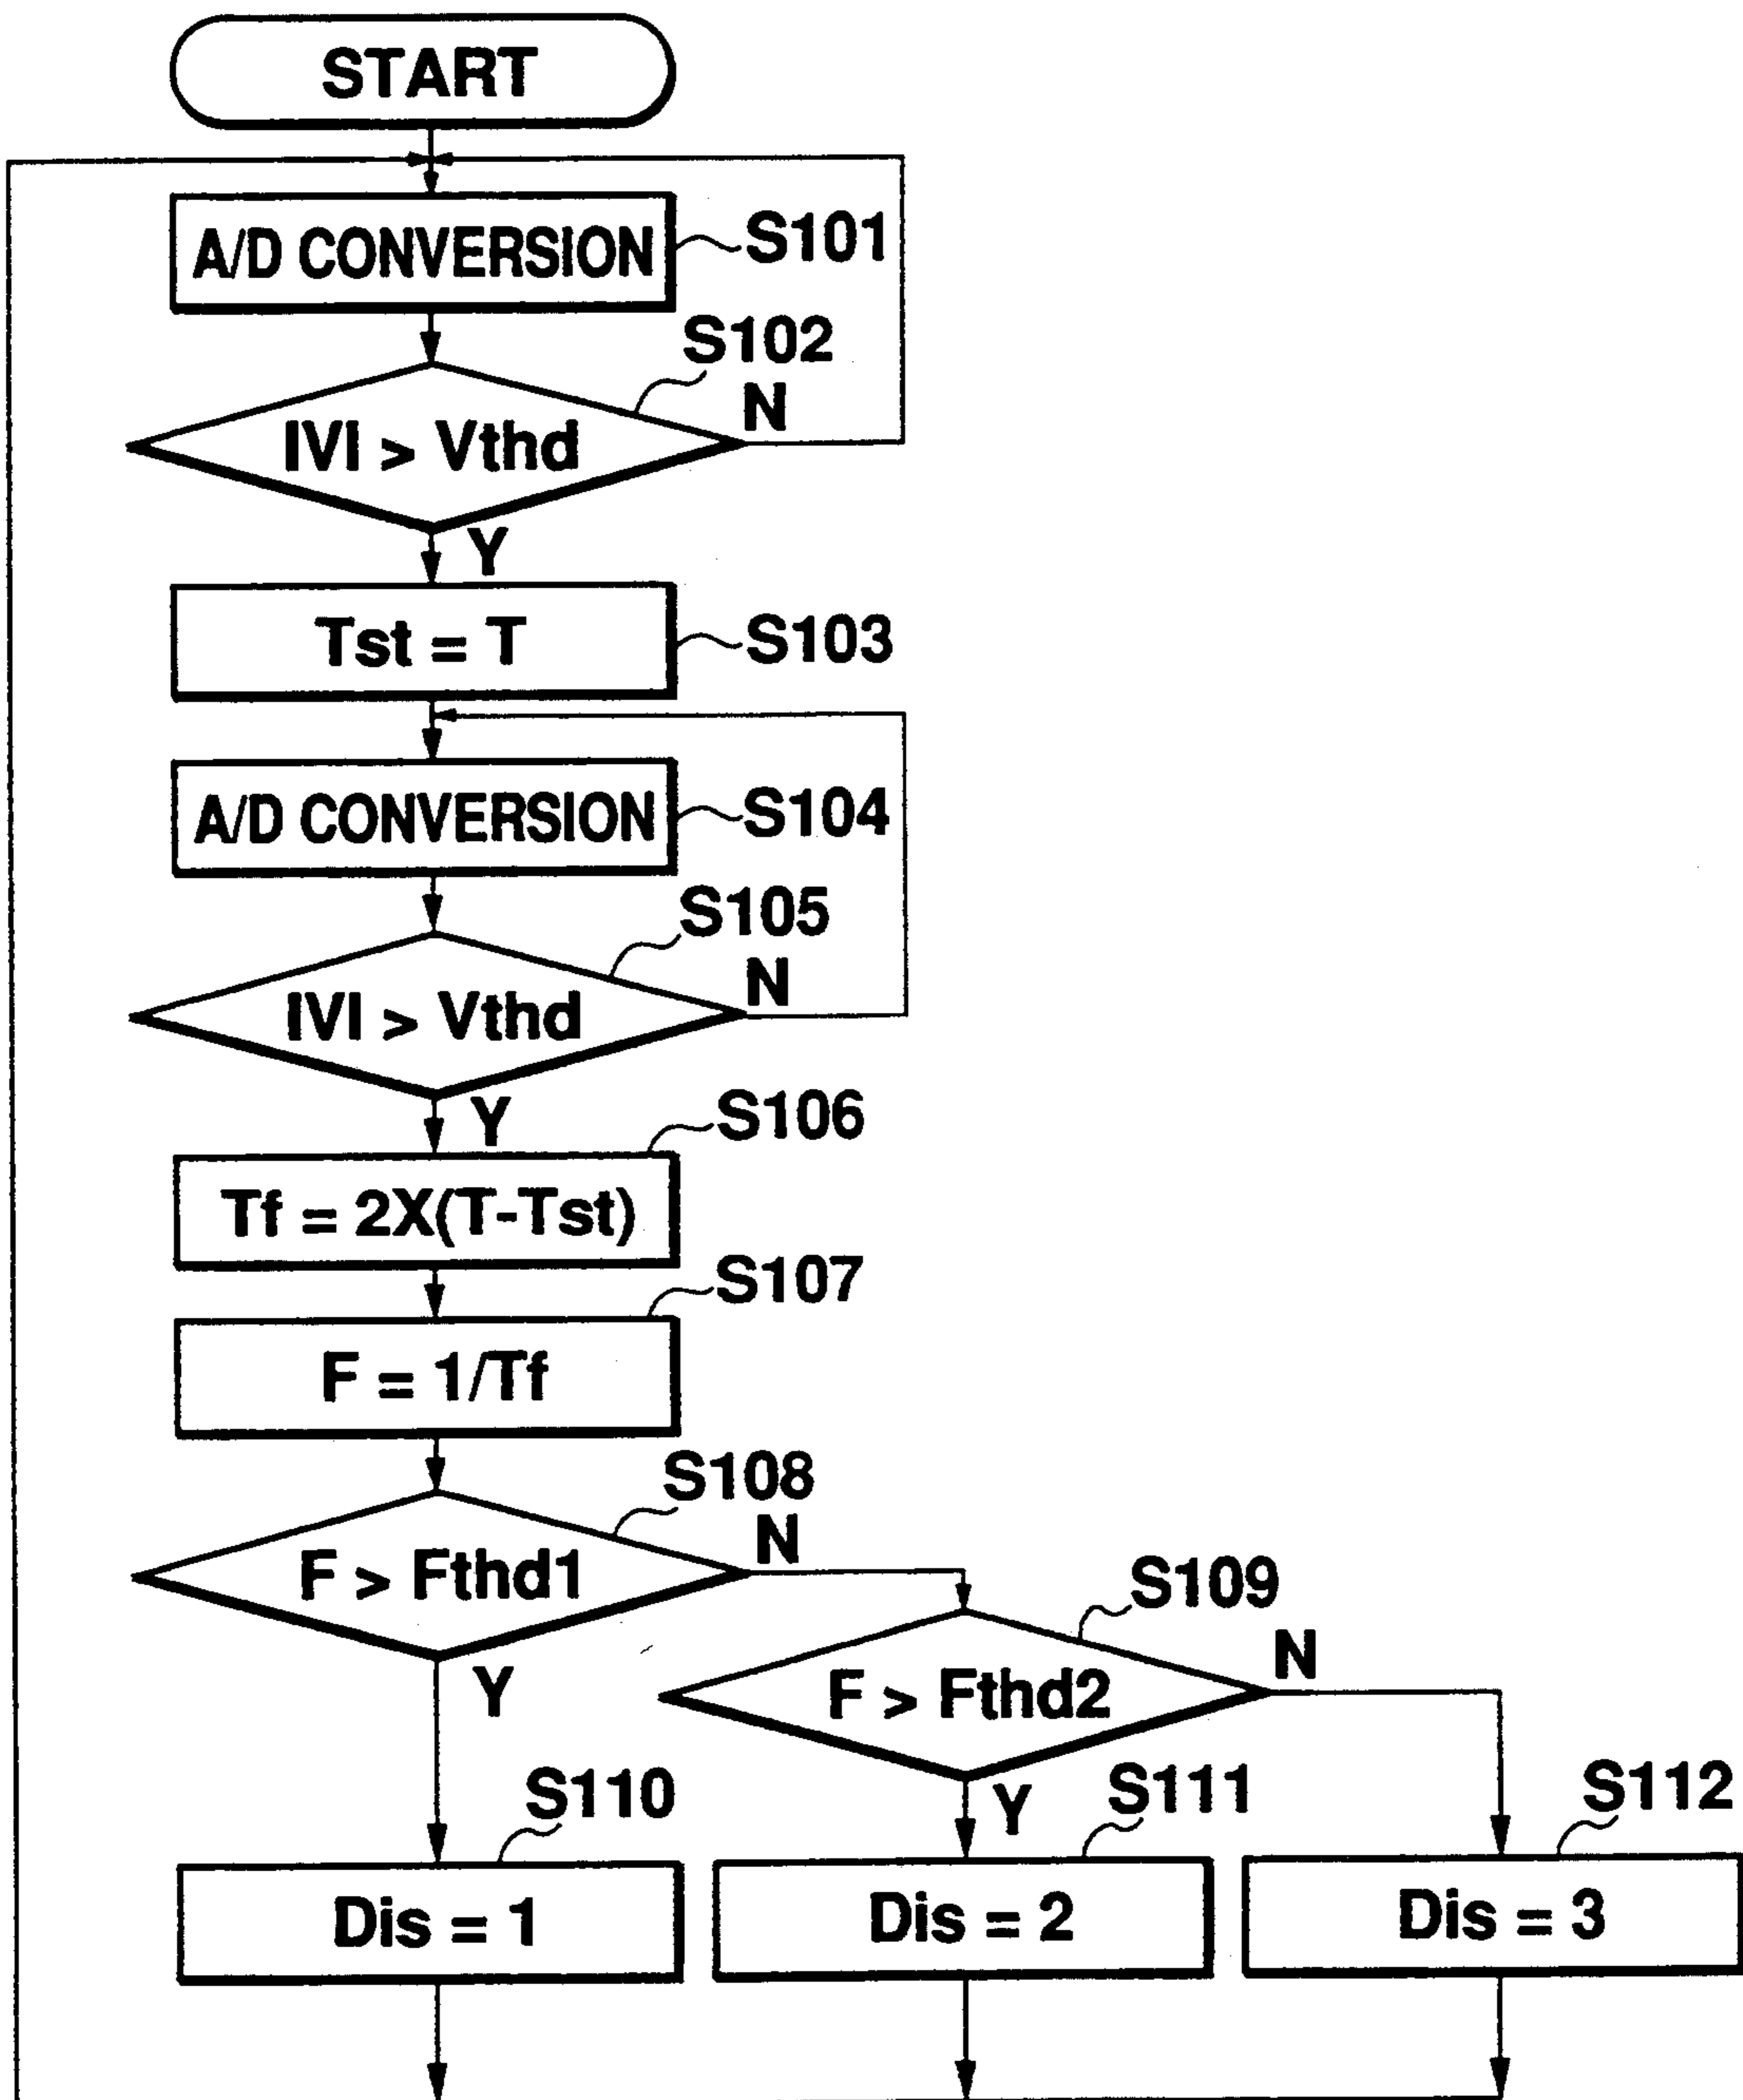 START
A/D CONVERSION
S101
S102
IVI > Vthd
N
Y
Tst = T
S103
A/D CONVERSION
S104
S105
IVI > Vthd
N
Y
S106
Tf = 2X(T-Tst)
S107
F = 1/Tf
S108
F > Fthd1
N
Y
S109
F > Fthd2
N
Y
S110
S111
S112
Dis = 1
Dis = 2
Dis = 3